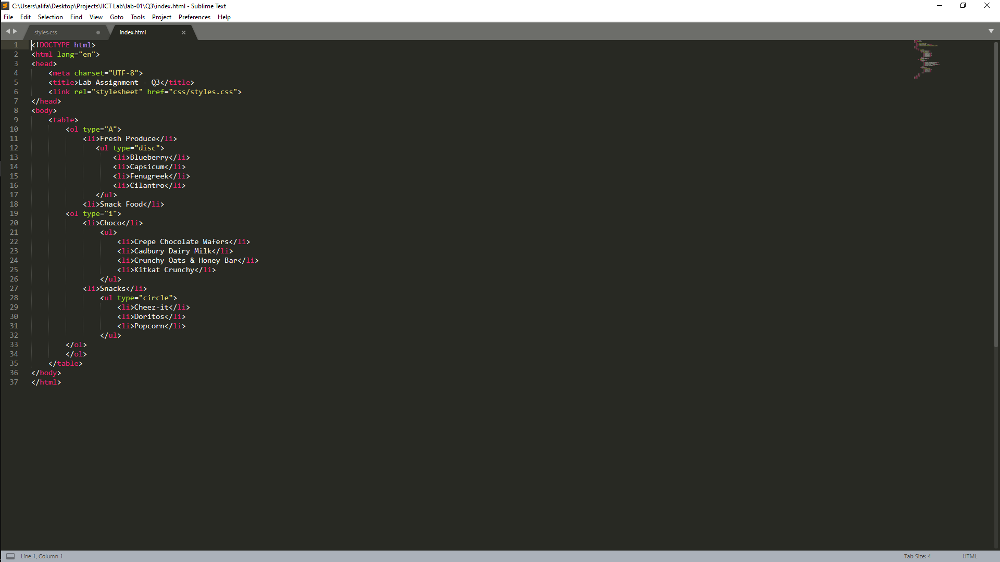 C:\Users\alifa\Desktop\Projects\IICT Lab\lab-01\Q3\index.html - Sublime Text
File Edit Selection Find View Goto Tools Project Preferences Help
styles.css index.html
1 <!DOCTYPE html>
2 <html lang="en">
3 <head>
4     <meta charset="UTF-8">
5     <title>Lab Assignment - Q3</title>
6     <link rel="stylesheet" href="css/styles.css">
7 </head>
8 <body>
9     <table>
10         <ol type="A">
11             <li>Fresh Produce</li>
12                <ul type="disc">
13                    <li>Blueberry</li>
14                    <li>Capsicum</li>
15                    <li>Fenugreek</li>
16                    <li>Cilantro</li>
17                </ul>
18             <li>Snack Food</li>
19         <ol type="i">
20             <li>Choco</li>
21                 <ul>
22                     <li>Crepe Chocolate Wafers</li>
23                     <li>Cadbury Dairy Milk</li>
24                     <li>Crunchy Oats & Honey Bar</li>
25                     <li>Kitkat Crunchy</li>
26                 </ul>
27             <li>Snacks</li>
28                 <ul type="circle">
29                     <li>Cheez-it</li>
30                     <li>Doritos</li>
31                     <li>Popcorn</li>
32                 </ul>
33         </ol>
34         </ol>
35     </table>
36 </body>
37 </html>
Line 1, Column 1 Tab Size: 4 HTML